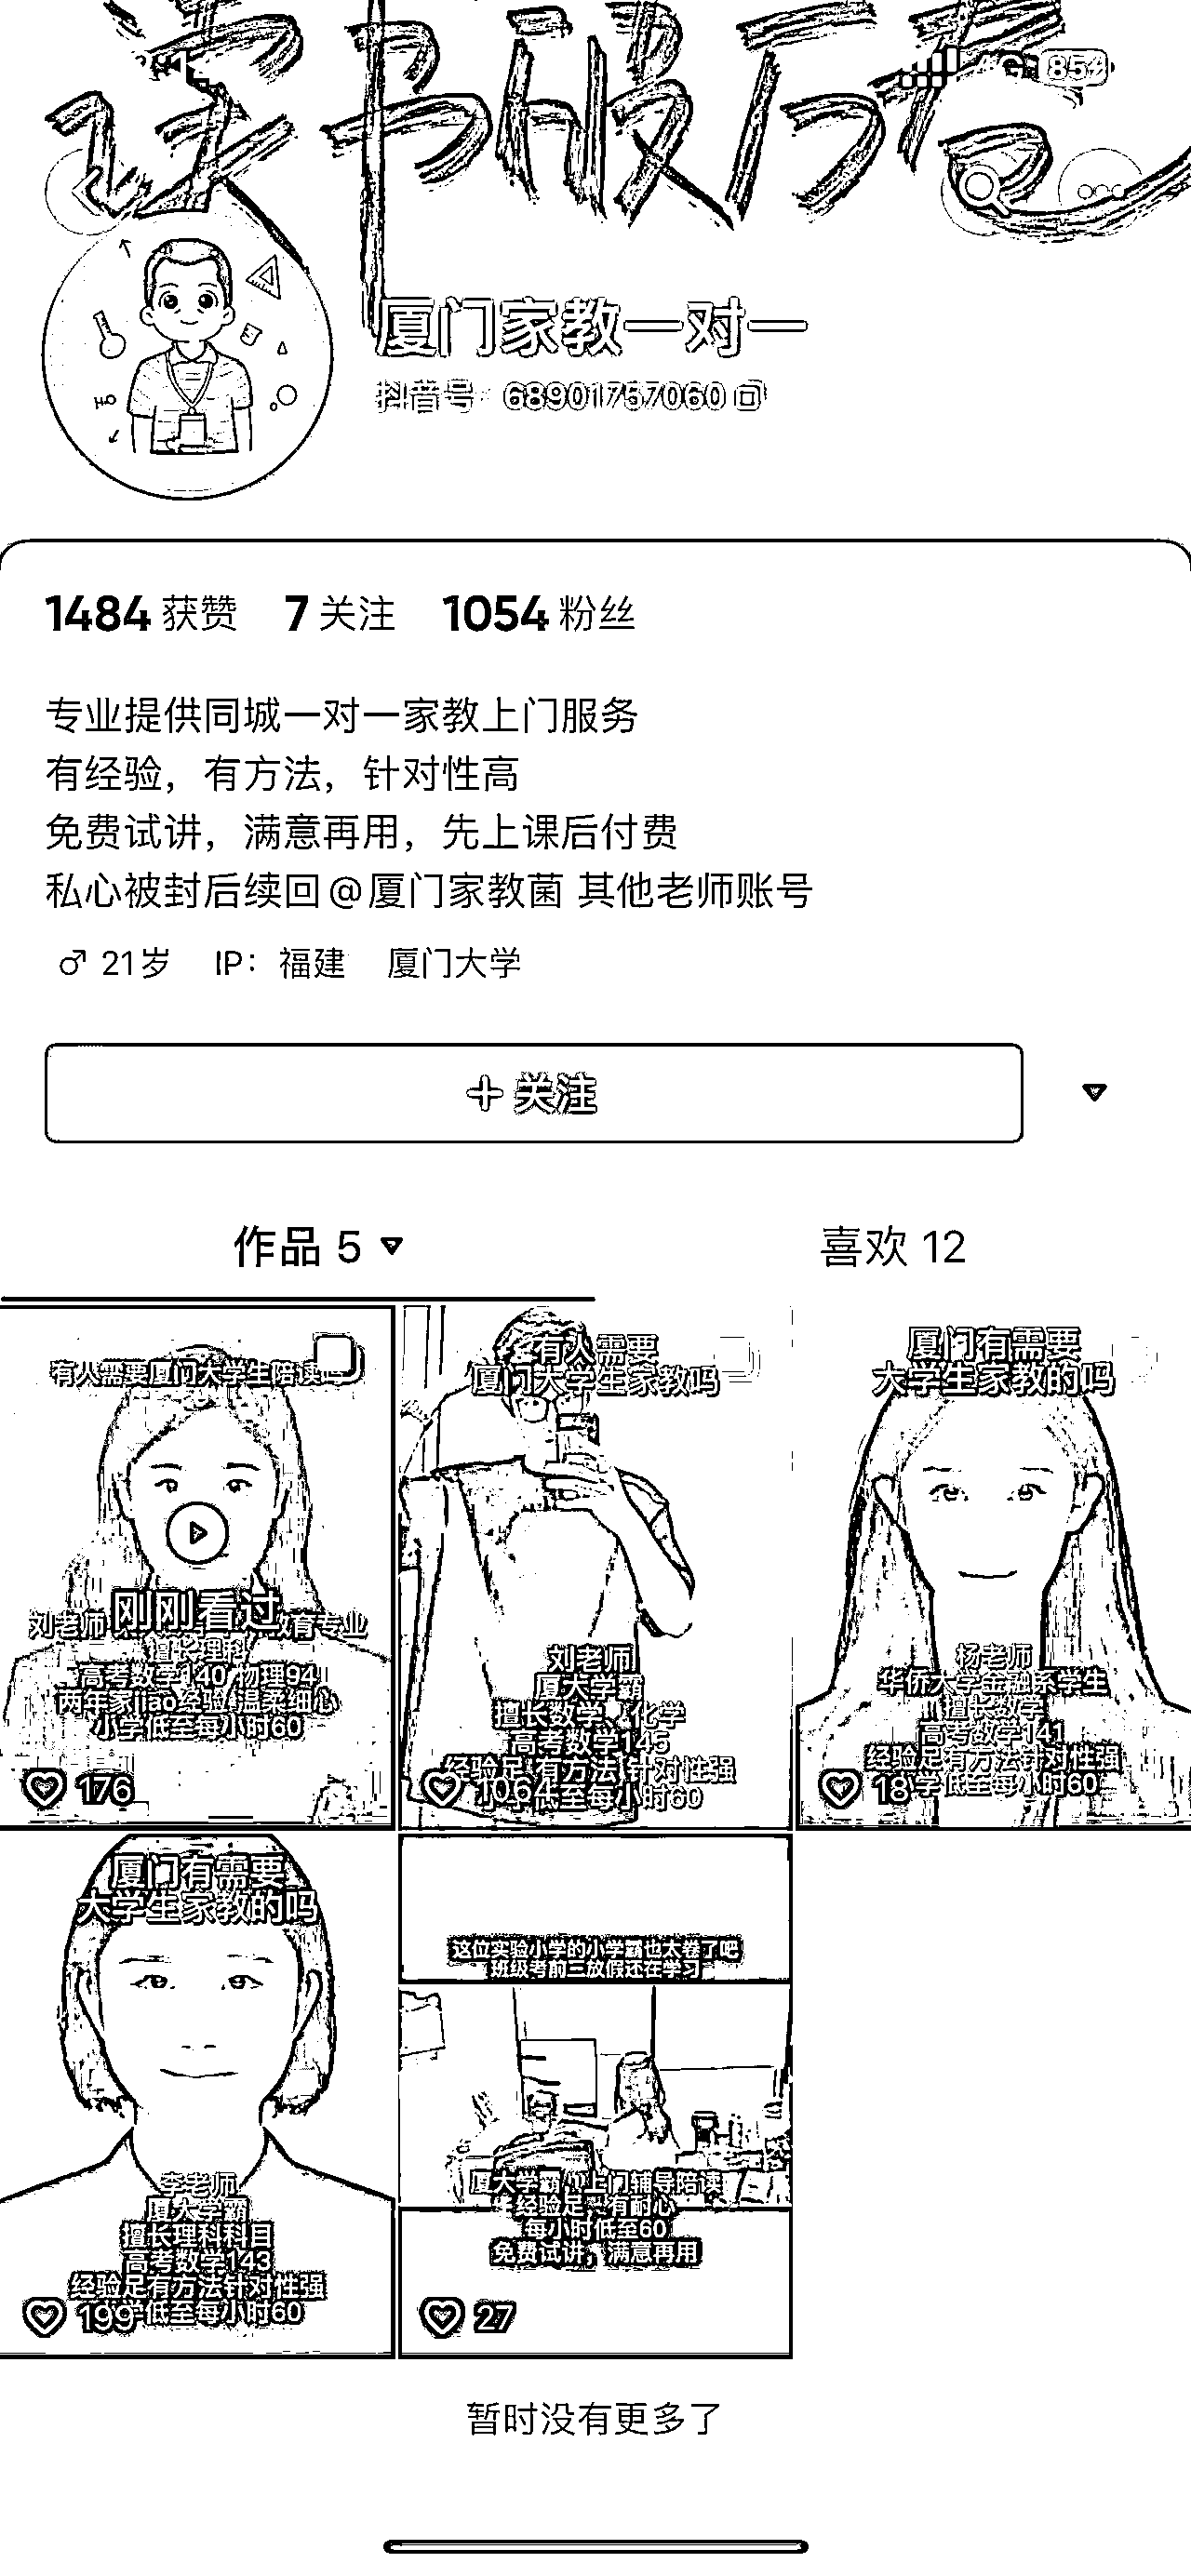 读书破万卷
4G 85
厦门家教一对一
抖音号：68901757060
1484 获赞 7 关注 1054 粉丝
专业提供同城一对一家教上门服务
有经验，有方法，针对性高
免费试讲，满意再用，先上课后付费
私心被封后续回@厦门家教菌 其他老师账号
♂ 21岁 IP：福建 厦门大学
+ 关注
作品 5 喜欢 12
有人需要厦门大学生陪读
刚刚看过
刘老师 教育专业
擅长理科
高考数学140 物理94
两年家jiao经验 温柔细心
小学低至每小时60
176
有人需要
厦门大学生家教吗
刘老师
厦大学霸
擅长数学、化学
高考数学145
经验足有方法针对性强
低至每小时60
1064
厦门有需要
大学生家教的吗
杨老师
华侨大学金融系学生
擅长数学
高考数学141
经验足有方法针对性强
学低至每小时60
18
厦门有需要
大学生家教的吗
李老师
厦大学霸
擅长理科科目
高考数学143
经验足有方法针对性强
学低至每小时60
199
这位实验小学的小学霸也太卷了吧
班级考前三放假还在学习
厦大学霸 上门辅导陪读
经验足，有耐心
每小时低至60
免费试讲，满意再用
27
暂时没有更多了